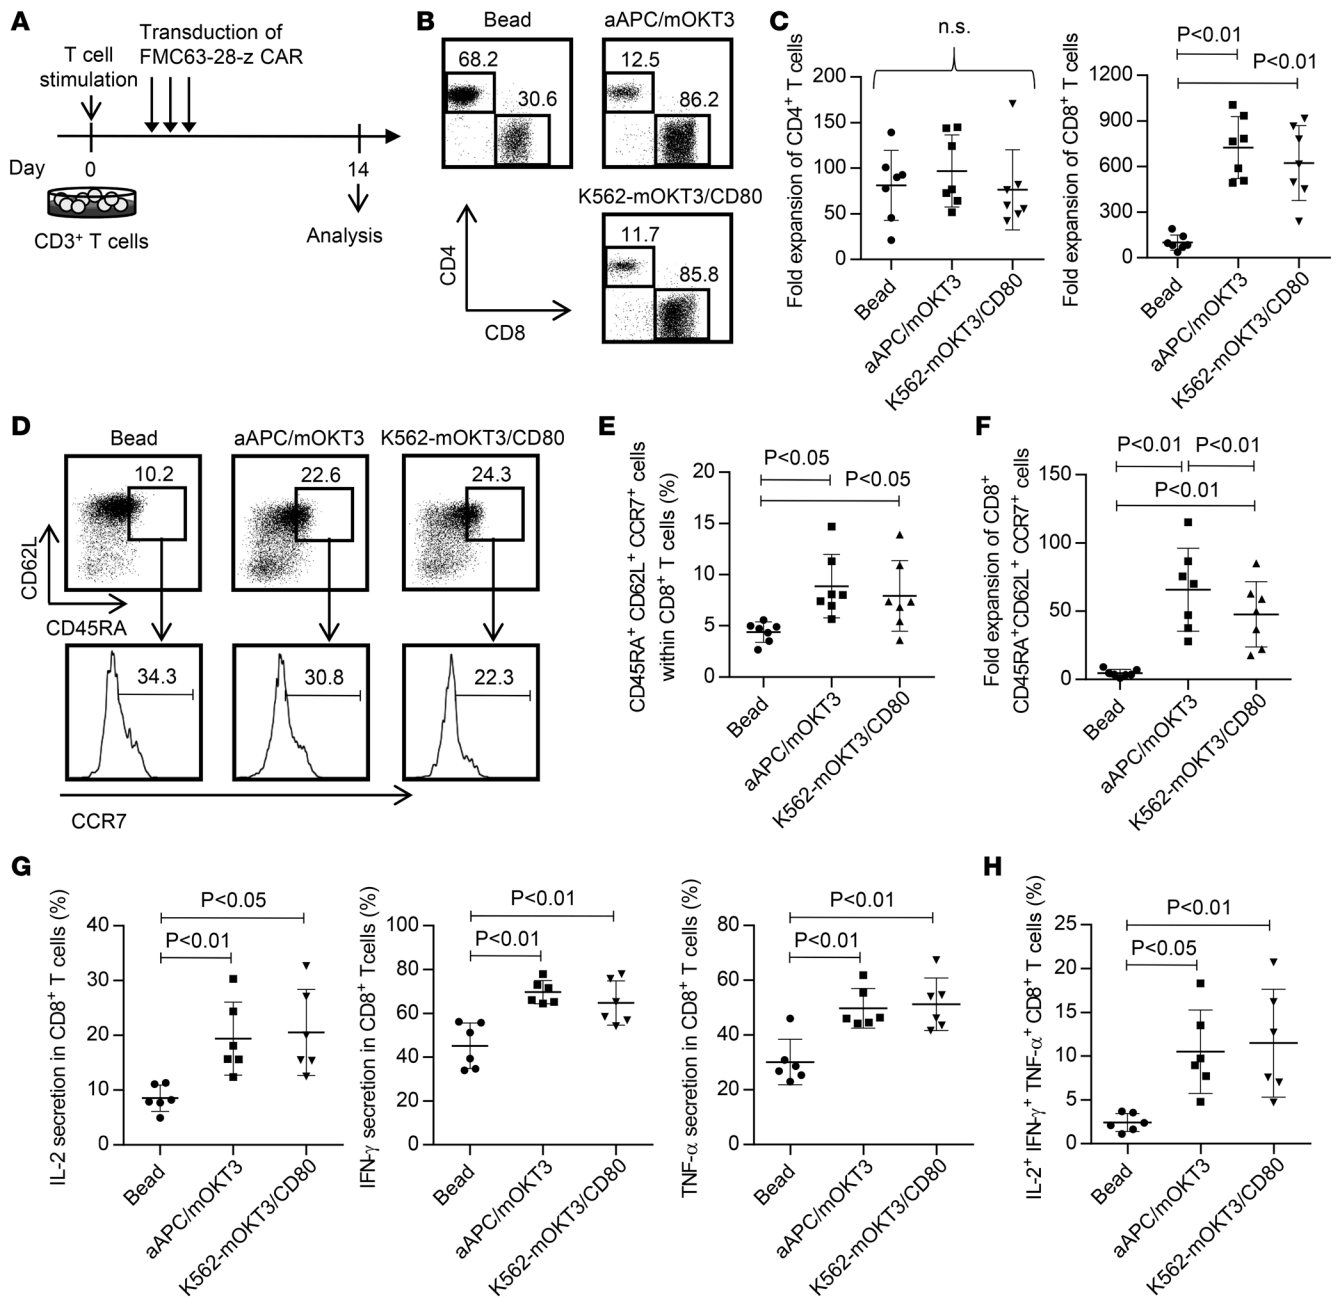 A
T cell
stimulation
Transduction of
FMC63-28-z CAR
Day
0
14
CD3⁺ T cells
Analysis
B
Bead
aAPC/mOKT3
68.2
30.6
12.5
86.2
K562-mOKT3/CD80
11.7
85.8
CD4
CD8
C
Fold expansion of CD4⁺ T cells
n.s.
200
150
100
50
0
Bead
aAPC/mOKT3
K562-mOKT3/CD80
Fold expansion of CD8⁺ T cells
P<0.01
P<0.01
1200
900
600
300
0
Bead
aAPC/mOKT3
K562-mOKT3/CD80
D
Bead
aAPC/mOKT3
K562-mOKT3/CD80
10.2
22.6
24.3
CD62L
CD45RA
34.3
30.8
22.3
CCR7
E
CD45RA⁺ CD62L⁺ CCR7⁺ cells
within CD8⁺ T cells (%)
P<0.05
P<0.05
20
15
10
5
0
Bead
aAPC/mOKT3
K562-mOKT3/CD80
F
Fold expansion of CD8⁺
CD45RA⁺CD62L⁺ CCR7⁺ cells
P<0.01
P<0.01
P<0.01
150
100
50
0
Bead
aAPC/mOKT3
K562-mOKT3/CD80
G
IL-2 secretion in CD8⁺ T cells (%)
P<0.05
P<0.01
40
30
20
10
0
Bead
aAPC/mOKT3
K562-mOKT3/CD80
IFN-γ secretion in CD8⁺ Tcells (%)
P<0.01
P<0.01
100
80
60
40
20
0
Bead
aAPC/mOKT3
K562-mOKT3/CD80
TNF-α secretion in CD8⁺ T cells (%)
P<0.01
P<0.01
80
60
40
20
0
Bead
aAPC/mOKT3
K562-mOKT3/CD80
H
IL-2⁺ IFN-γ⁺ TNF-α⁺ CD8⁺ T cells (%)
P<0.01
P<0.05
25
20
15
10
5
0
Bead
aAPC/mOKT3
K562-mOKT3/CD80